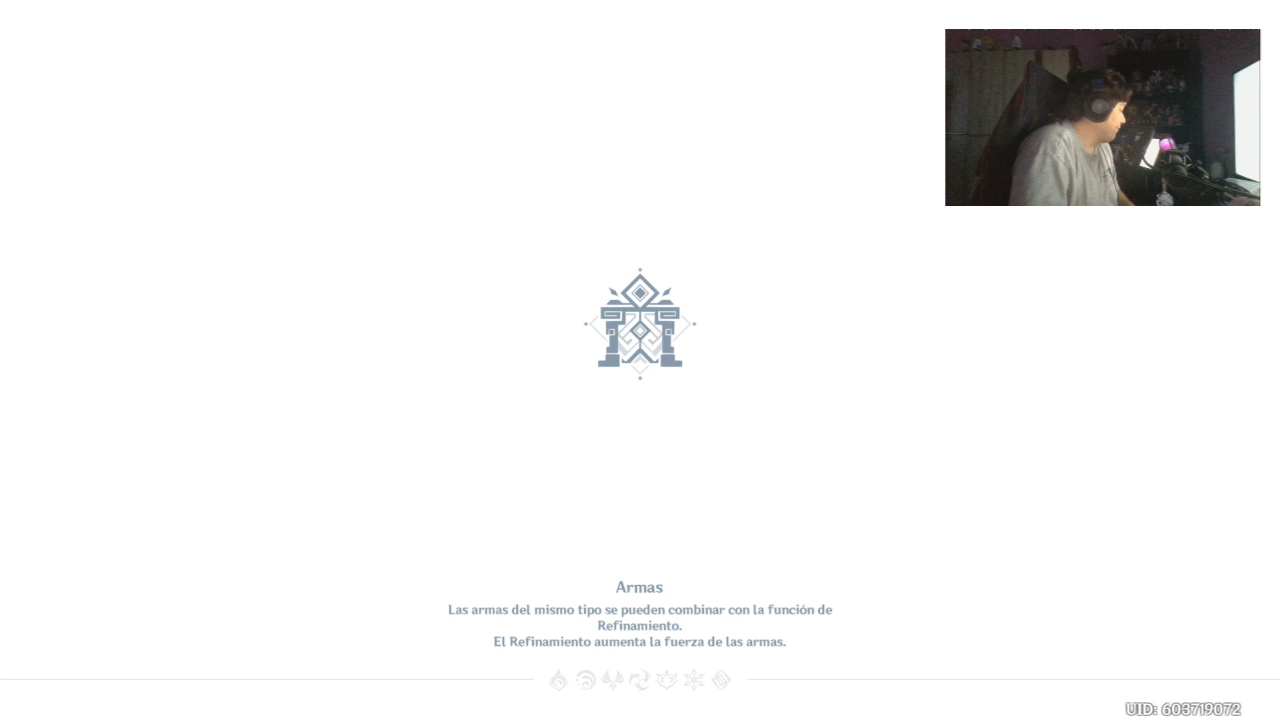 Armas
Las armas del mismo tipo se pueden combinar con la función de
Refinamiento.
El Refinamiento aumenta la fuerza de las armas.
UID: 603719072